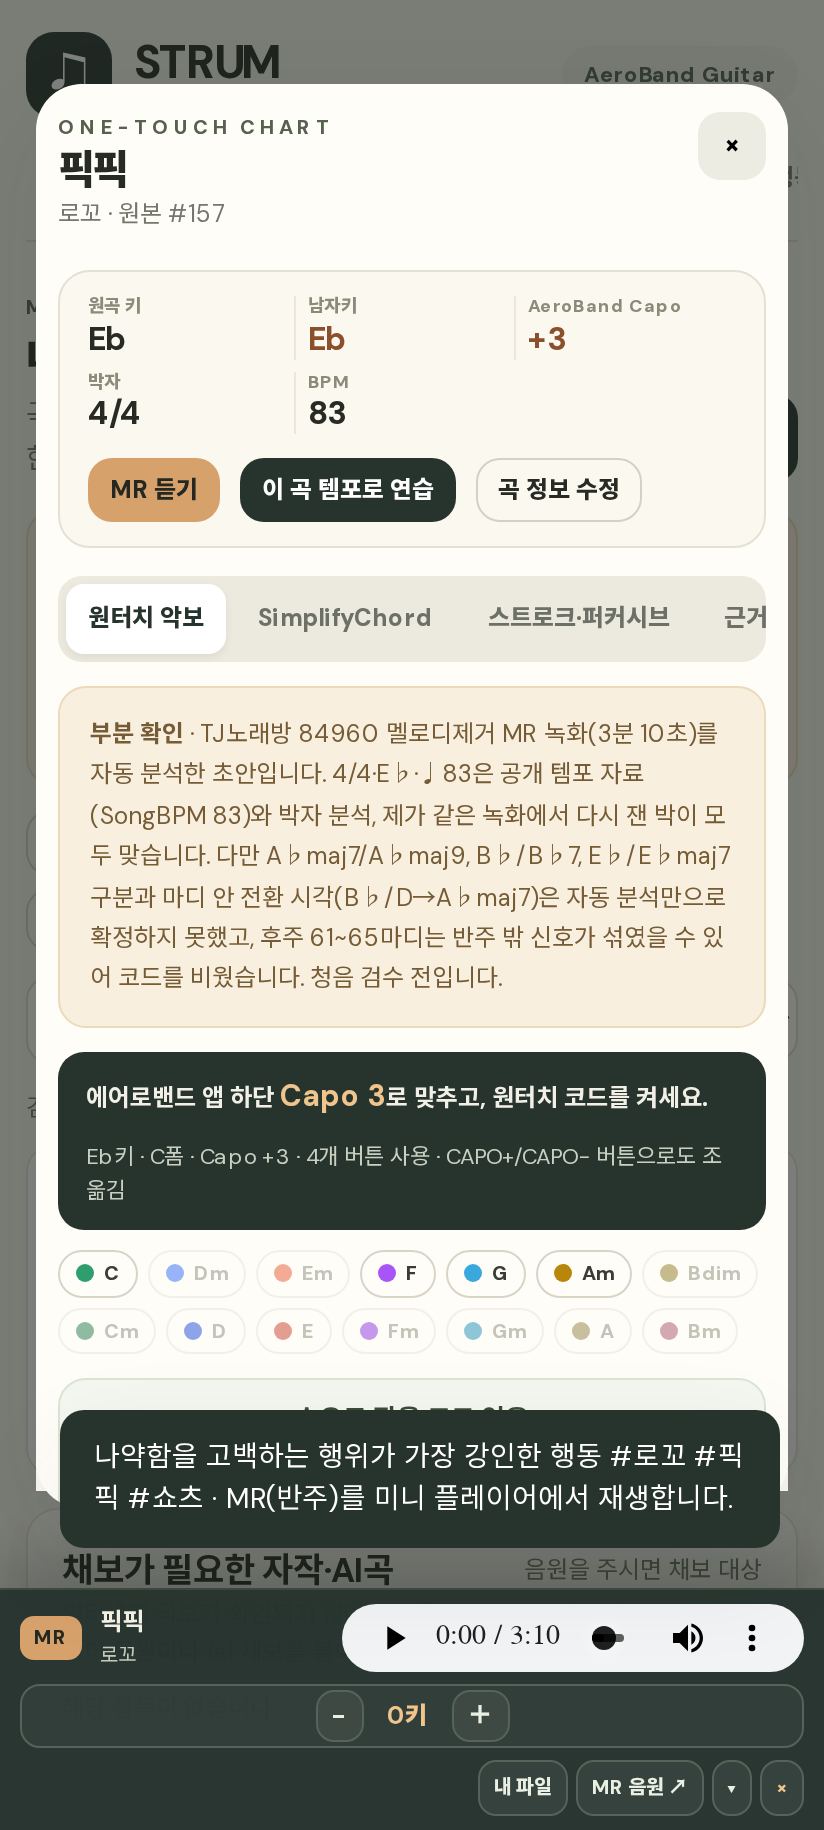 STRUM
AeroBand Guitar
ONE-TOUCH CHART
픽픽
×
로꼬 · 원본 #157
원곡 키
남자키
AeroBand Capo
Eb
Eb
+3
박자
BPM
4/4
83
MR 듣기
이 곡 템포로 연습
곡 정보 수정
원터치 악보
SimplifyChord
스트로크·퍼커시브
근거
부분 확인 · TJ노래방 84960 멜로디제거 MR 녹화(3분 10초)를
자동 분석한 초안입니다. 4/4·E♭·♩83은 공개 템포 자료
(SongBPM 83)와 박자 분석, 제가 같은 녹화에서 다시 잰 박이 모
두 맞습니다. 다만 A♭maj7/A♭maj9, B♭/B♭7, E♭/E♭maj7
구분과 마디 안 전환 시각(B♭/D→A♭maj7)은 자동 분석만으로
확정하지 못했고, 후주 61~65마디는 반주 밖 신호가 섞였을 수 있
어 코드를 비웠습니다. 청음 검수 전입니다.
에어로밴드 앱 하단 Capo 3로 맞추고, 원터치 코드를 켜세요.
Eb키 · C폼 · Capo +3 · 4개 버튼 사용 · CAPO+/CAPO- 버튼으로도 조
옮김
C Dm Em F G Am Bdim
Cm D E Fm Gm A Bm
나약함을 고백하는 행위가 가장 강인한 행동 #로꼬 #픽
픽 #쇼츠 · MR(반주)를 미니 플레이어에서 재생합니다.
채보가 필요한 자작·AI곡
음원을 주시면 채보 대상
MR
픽픽
로꼬
0:00 / 3:10
-
0키
+
내 파일
MR 음원 ↗
▼
×